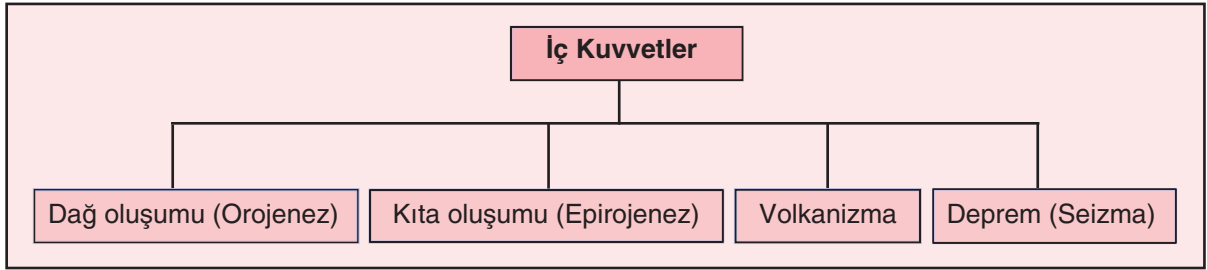 İç Kuvvetler
Dağ oluşumu (Orojenez)
Kıta oluşumu (Epirojenez)
Volkanizma
Deprem (Seizma)